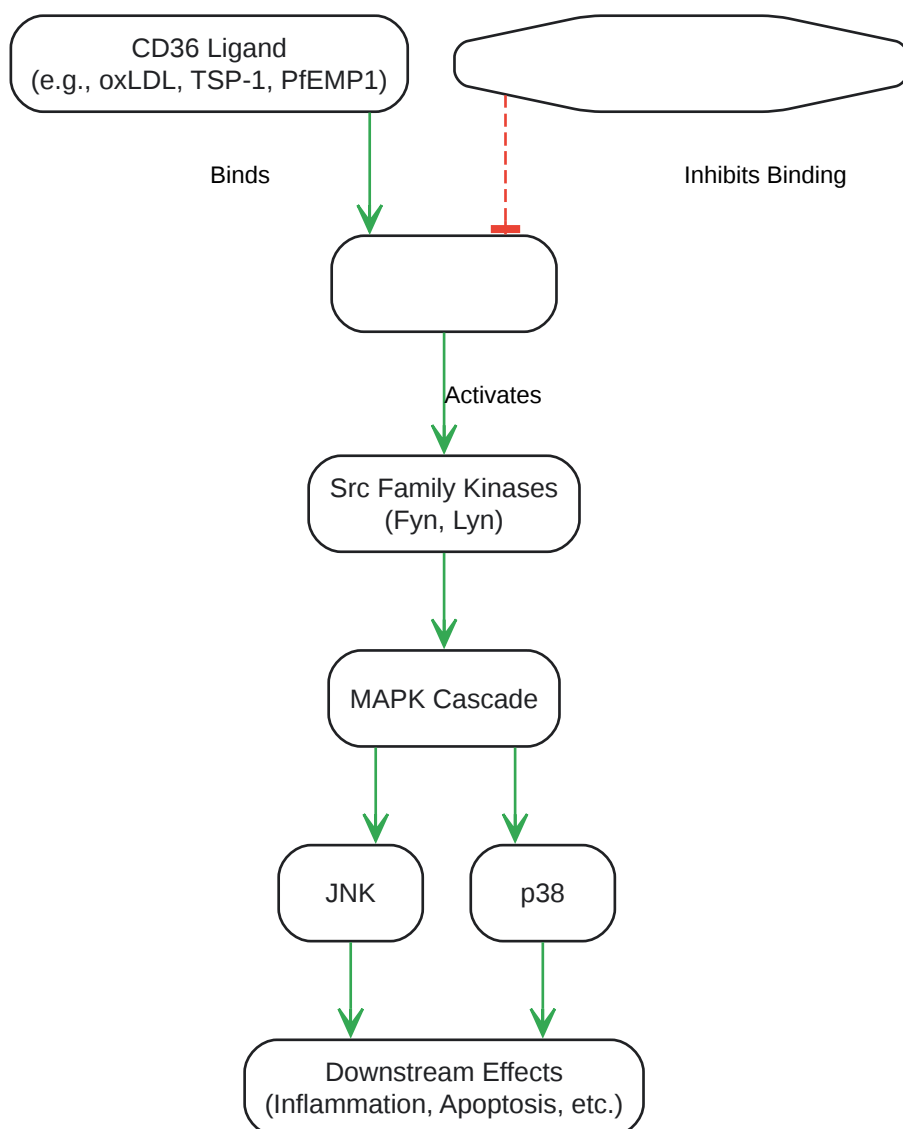 CD36 Ligand
(e.g., oxLDL, TSP-1, PfEMP1)
Binds
Inhibits Binding
Activates
Src Family Kinases
(Fyn, Lyn)
MAPK Cascade
JNK
p38
Downstream Effects
(Inflammation, Apoptosis, etc.)